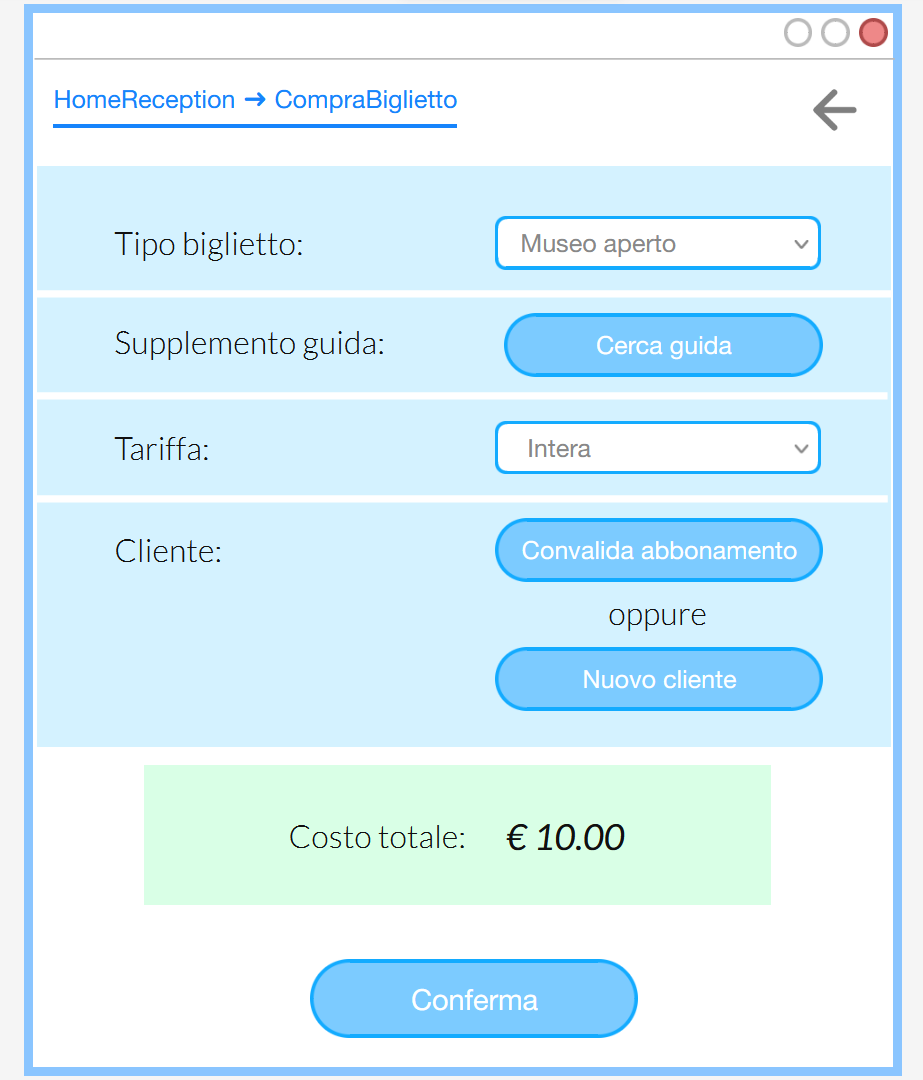 HomeReception → CompraBiglietto
Tipo biglietto: Museo aperto
Supplemento guida: Cerca guida
Tariffa: Intera
Cliente: Convalida abbonamento
oppure
Nuovo cliente
Costo totale: € 10.00
Conferma